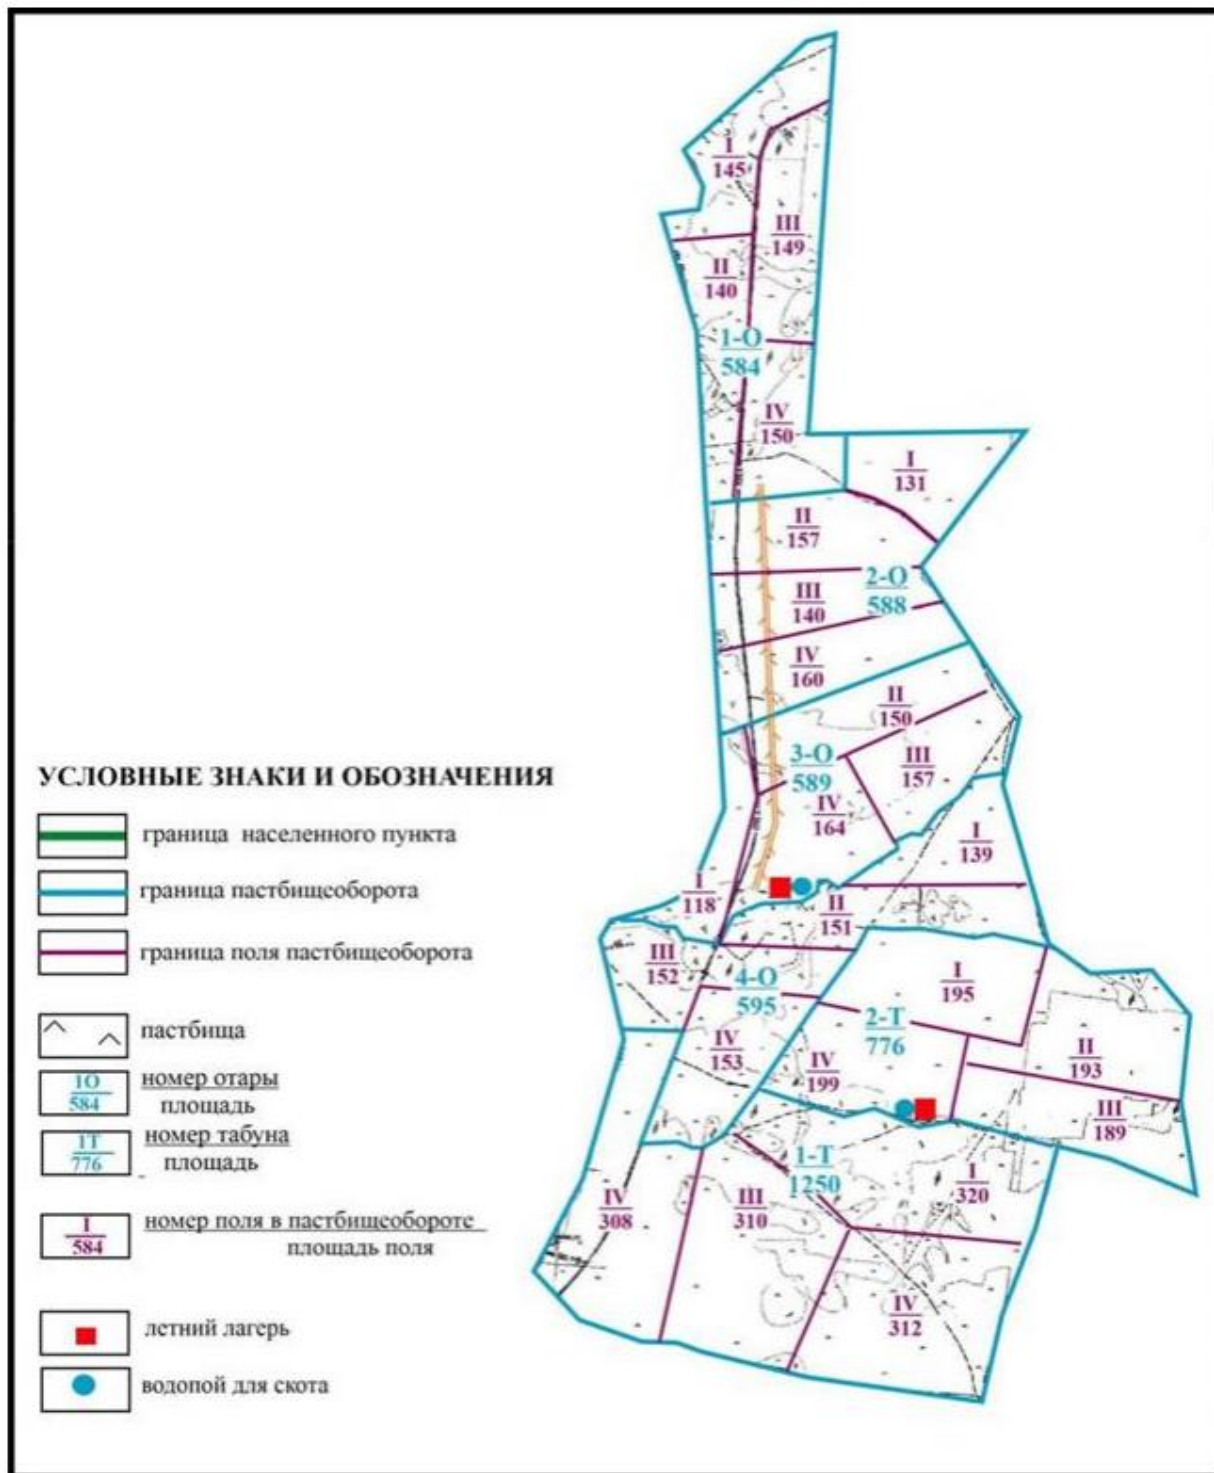 I
145
III
149
II
140
1-О
584
IV
150
I
131
II
157
2-О
588
III
140
IV
160
II
150
3-О
589
III
157
IV
164
I
139
I
118
II
151
III
152
4-О
595
I
195
2-Т
776
IV
153
IV
199
II
193
III
189
1-Т
1250
I
320
IV
308
III
310
IV
312
УСЛОВНЫЕ ЗНАКИ И ОБОЗНАЧЕНИЯ
граница населенного пункта
граница пастбищеоборота
граница поля пастбищеоборота
пастбища
1О
584
номер отары
площадь
1Т
776
номер табуна
площадь
I
584
номер поля в пастбищеобороте
площадь поля
летний лагерь
водопой для скота